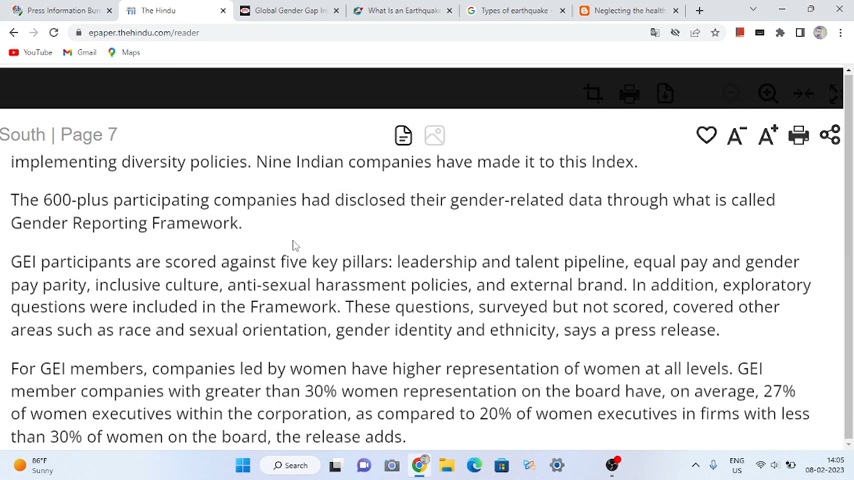 Press Information Bur
The Hindu
Global Gender Gap In
What Is an Earthquake
Types of earthquake
Neglecting the health
epaper.thehindu.com/reader
YouTube
Gmail
Maps
South | Page 7
A-
A+
implementing diversity policies. Nine Indian companies have made it to this Index.
The 600-plus participating companies had disclosed their gender-related data through what is called
Gender Reporting Framework.
GEI participants are scored against five key pillars: leadership and talent pipeline, equal pay and gender
pay parity, inclusive culture, anti-sexual harassment policies, and external brand. In addition, exploratory
questions were included in the Framework. These questions, surveyed but not scored, covered other
areas such as race and sexual orientation, gender identity and ethnicity, says a press release.
For GEI members, companies led by women have higher representation of women at all levels. GEI
member companies with greater than 30% women representation on the board have, on average, 27%
of women executives within the corporation, as compared to 20% of women executives in firms with less
than 30% of women on the board, the release adds.
86°F
Sunny
Search
ENG
US
14:05
08-02-2023